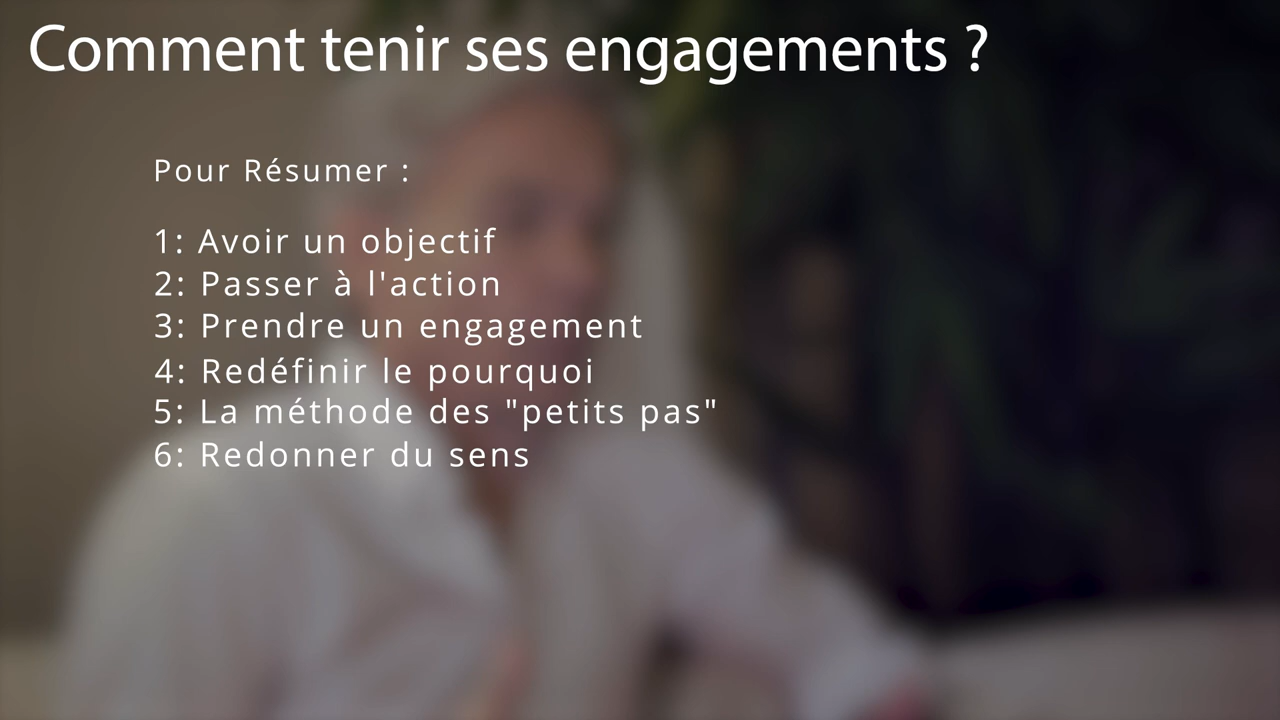 Comment tenir ses engagements ?
Pour Résumer :
1: Avoir un objectif
2: Passer à l'action
3: Prendre un engagement
4: Redéfinir le pourquoi
5: La méthode des "petits pas"
6: Redonner du sens